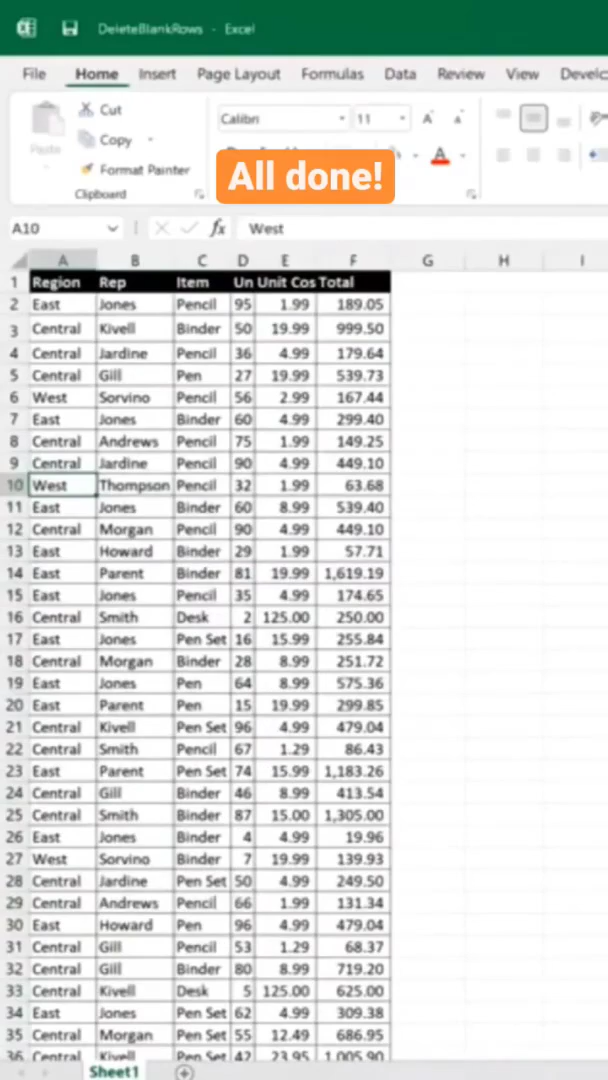 DeleteBlankRows - Excel
File Home Insert Page Layout Formulas Data Review View Develo
Cut
Calibri 11 A A
Copy
Paste
Format Painter
All done!
Clipboard
A10 fx West
A B C D E F G H I
1 Region Rep Item Un Unit Cos Total
2 East Jones Pencil 95 1.99 189.05
3 Central Kivell Binder 50 19.99 999.50
4 Central Jardine Pencil 36 4.99 179.64
5 Central Gill Pen 27 19.99 539.73
6 West Sorvino Pencil 56 2.99 167.44
7 East Jones Binder 60 4.99 299.40
8 Central Andrews Pencil 75 1.99 149.25
9 Central Jardine Pencil 90 4.99 449.10
10 West Thompson Pencil 32 1.99 63.68
11 East Jones Binder 60 8.99 539.40
12 Central Morgan Pencil 90 4.99 449.10
13 East Howard Binder 29 1.99 57.71
14 East Parent Binder 81 19.99 1,619.19
15 East Jones Pencil 35 4.99 174.65
16 Central Smith Desk 2 125.00 250.00
17 East Jones Pen Set 16 15.99 255.84
18 Central Morgan Binder 28 8.99 251.72
19 East Jones Pen 64 8.99 575.36
20 East Parent Pen 15 19.99 299.85
21 Central Kivell Pen Set 96 4.99 479.04
22 Central Smith Pencil 67 1.29 86.43
23 East Parent Pen Set 74 15.99 1,183.26
24 Central Gill Binder 46 8.99 413.54
25 Central Smith Binder 87 15.00 1,305.00
26 East Jones Binder 4 4.99 19.96
27 West Sorvino Binder 7 19.99 139.93
28 Central Jardine Pen Set 50 4.99 249.50
29 Central Andrews Pencil 66 1.99 131.34
30 East Howard Pen 96 4.99 479.04
31 Central Gill Pencil 53 1.29 68.37
32 Central Gill Binder 80 8.99 719.20
33 Central Kivell Desk 5 125.00 625.00
34 East Jones Pen Set 62 4.99 309.38
35 Central Morgan Pen Set 55 12.49 686.95
36 Central Kivell Pen Set 42 23.95 1,005.90
Sheet1